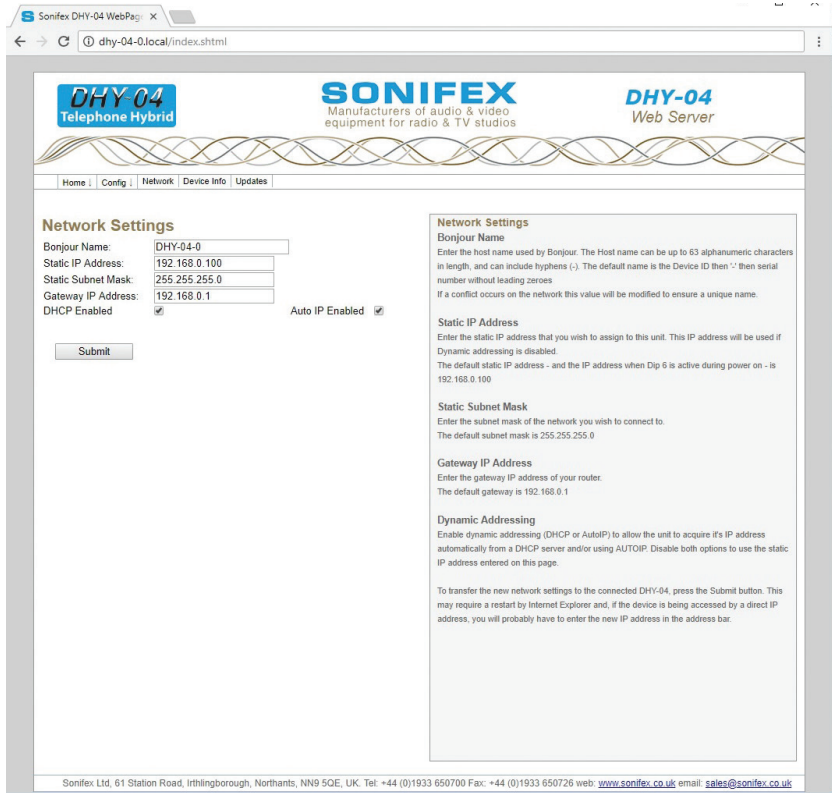 Sonifex DHY-04 WebPage
dhy-04-0.local/index.shtml
DHY-04
Telephone Hybrid
SONIFEX
Manufacturers of audio & video
equipment for radio & TV studios
DHY-04
Web Server
Home↓ Config↓ Network Device Info Updates
Network Settings
Bonjour Name: DHY-04-0
Static IP Address: 192.168.0.100
Static Subnet Mask: 255.255.255.0
Gateway IP Address: 192.168.0.1
DHCP Enabled Auto IP Enabled
Submit
Network Settings
Bonjour Name
Enter the host name used by Bonjour. The Host name can be up to 63 alphanumeric characters
in length, and can include hyphens (-). The default name is the Device ID then '-' then serial
number without leading zeroes
If a conflict occurs on the network this value will be modified to ensure a unique name.
Static IP Address
Enter the static IP address that you wish to assign to this unit. This IP address will be used if
Dynamic addressing is disabled.
The default static IP address - and the IP address when Dip 6 is active during power on - is
192.168.0.100
Static Subnet Mask
Enter the subnet mask of the network you wish to connect to.
The default subnet mask is 255.255.255.0
Gateway IP Address
Enter the gateway IP address of your router.
The default gateway is 192.168.0.1
Dynamic Addressing
Enable dynamic addressing (DHCP or AutoIP) to allow the unit to acquire it's IP address
automatically from a DHCP server and/or using AUTOIP. Disable both options to use the static
IP address entered on this page.
To transfer the new network settings to the connected DHY-04, press the Submit button. This
may require a restart by Internet Explorer and, if the device is being accessed by a direct IP
address, you will probably have to enter the new IP address in the address bar.
Sonifex Ltd, 61 Station Road, Irthlingborough, Northants, NN9 5QE, UK. Tel: +44 (0)1933 650700 Fax: +44 (0)1933 650726 web: www.sonifex.co.uk email: sales@sonifex.co.uk